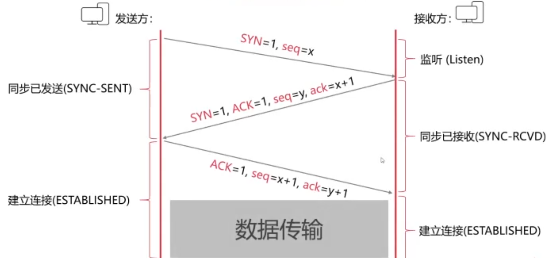 发送方:
接收方:
SYN=1, seq=x
监听 (Listen)
同步已发送(SYNC-SENT)
SYN=1, ACK=1, seq=y, ack=x+1
同步已接收(SYNC-RCVD)
ACK=1, seq=x+1, ack=y+1
建立连接(ESTABLISHED)
数据传输
建立连接(ESTABLISHED)